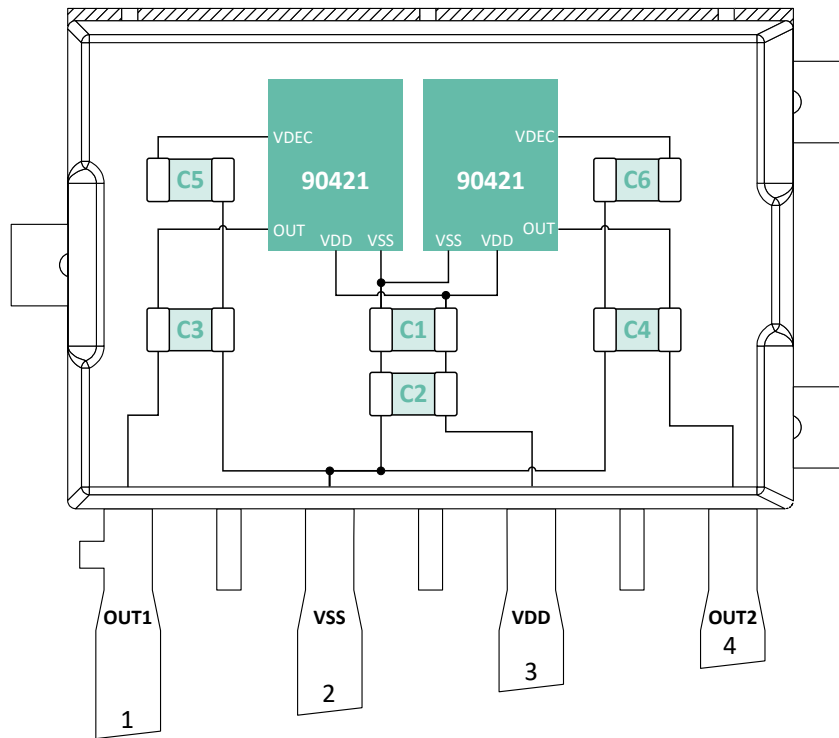 VDEC
VDEC
C5
90421
90421
C6
OUT
VDD
VSS
VSS
VDD
OUT
C3
C1
C4
C2
OUT1
VSS
VDD
OUT2
1
2
3
4